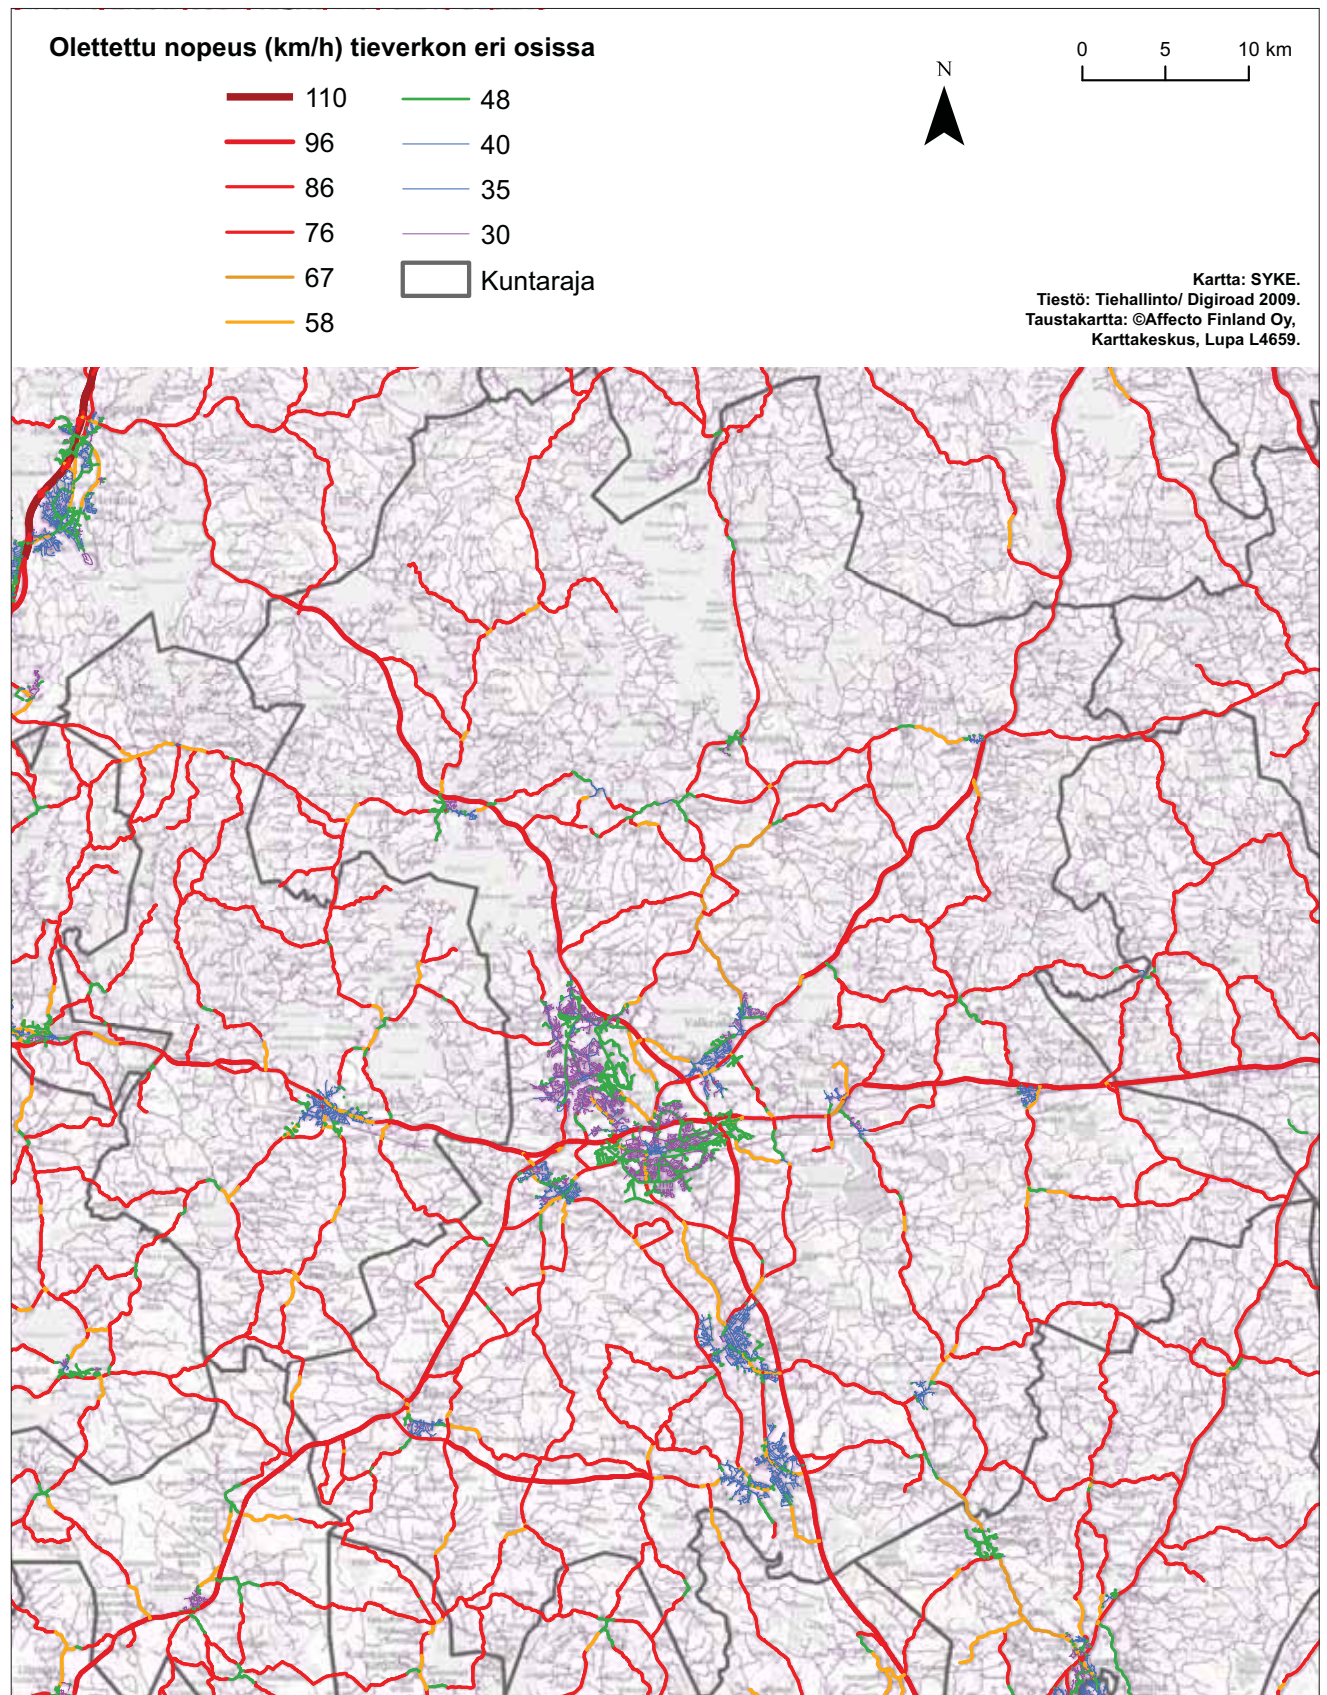 Olettettu nopeus (km/h) tieverkon eri osissa
0 5 10 km
N
110
96
86
76
67
58
48
40
35
30
Kuntaraja
Kartta: SYKE.
Tiestö: Tiehallinto/ Digiroad 2009.
Taustakartta: ©Affecto Finland Oy,
Karttakeskus, Lupa L4659.